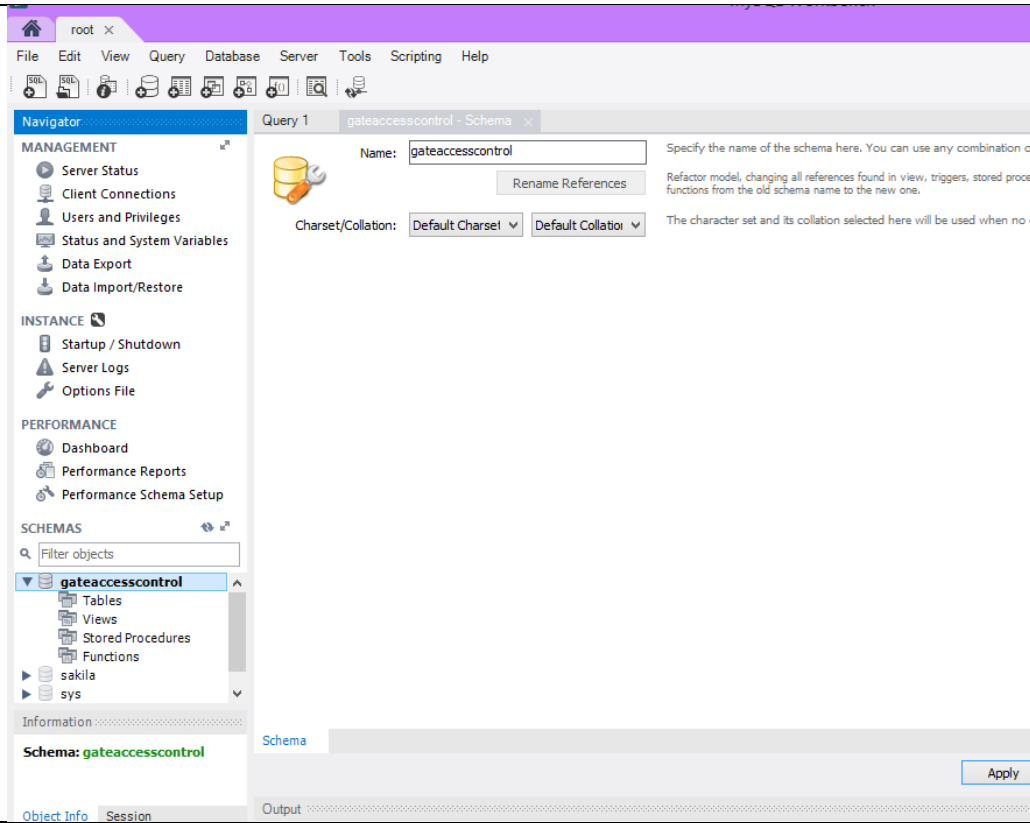 root
File Edit View Query Database Server Tools Scripting Help
SQL SQL
Navigator
MANAGEMENT
Server Status
Client Connections
Users and Privileges
Status and System Variables
Data Export
Data Import/Restore
INSTANCE
Startup / Shutdown
Server Logs
Options File
PERFORMANCE
Dashboard
Performance Reports
Performance Schema Setup
SCHEMAS
Filter objects
gateaccesscontrol
Tables
Views
Stored Procedures
Functions
sakila
sys
Information
Schema: gateaccesscontrol
Object Info Session
Query 1 gateaccesscontrol - Schema
Name: gateaccesscontrol
Specify the name of the schema here. You can use any combination
Rename References
Refactor model, changing all references found in view, triggers, stored
functions from the old schema name to the new one.
Charset/Collation: Default Charset Default Collation
The character set and its collation selected here will be used when no
Schema
Apply
Output